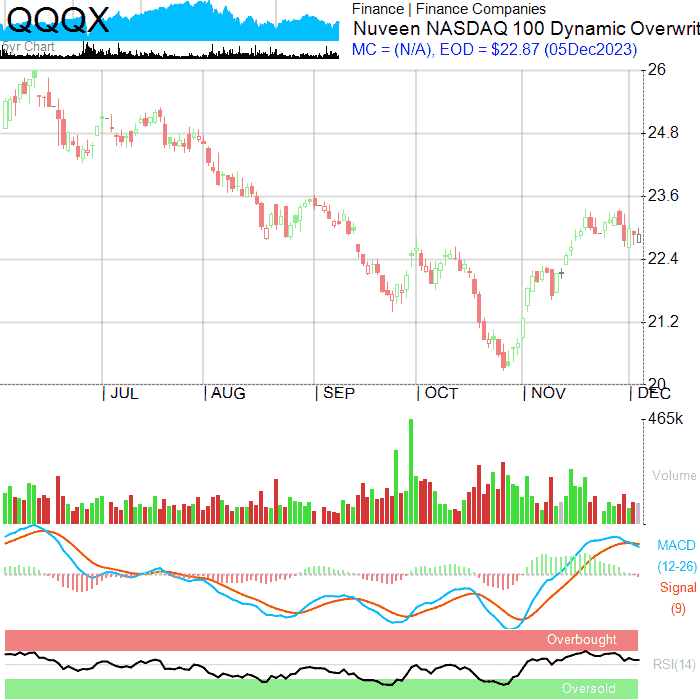 QQQX
5yr Chart
Finance | Finance Companies
Nuveen NASDAQ 100 Dynamic Overwrit
MC = (N/A), EOD = $22.87 (05Dec2023)
26
24.8
23.6
22.4
21.2
20
| JUL | AUG | SEP | OCT | NOV | DEC
465k
Volume
MACD
(12-26)
Signal
(9)
Overbought
RSI(14)
Oversold